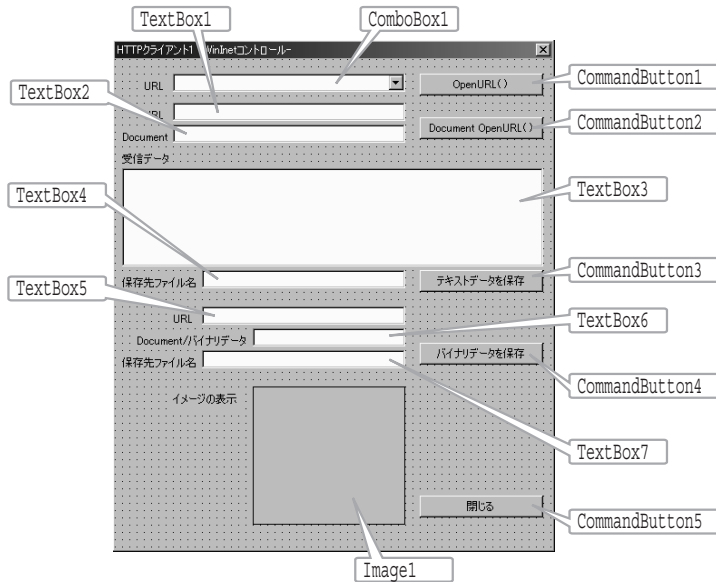 TextBox1
ComboBox1
HTTPクライアント1 - WinInetコントロール-
URL
OpenURL()
CommandButton1
TextBox2
URL
Document
Document OpenURL()
CommandButton2
受信データ
TextBox3
TextBox4
保存先ファイル名
テキストデータを保存
CommandButton3
TextBox5
URL
TextBox6
Document/バイナリデータ
保存先ファイル名
バイナリデータを保存
CommandButton4
イメージの表示
TextBox7
閉じる
CommandButton5
Image1